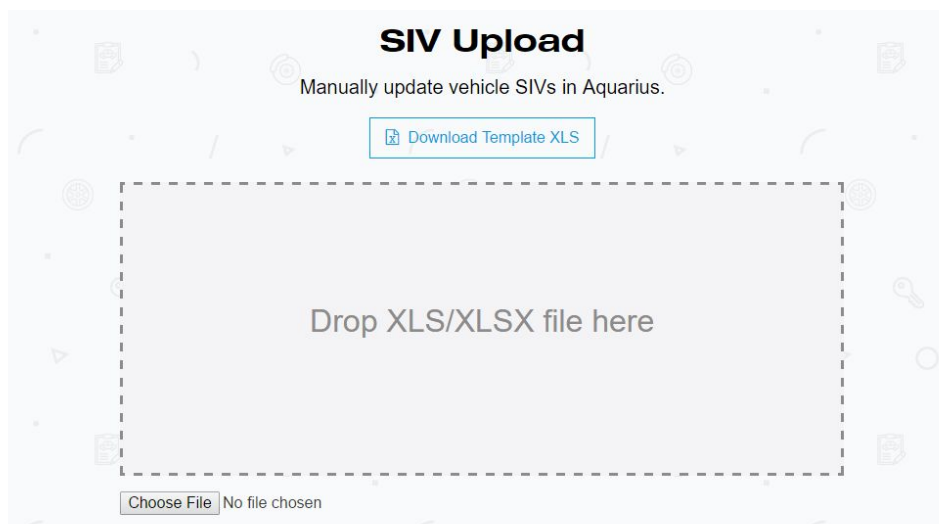 SIV Upload
Manually update vehicle SIVs in Aquarius.
Download Template XLS
Drop XLS/XLSX file here
Choose File No file chosen